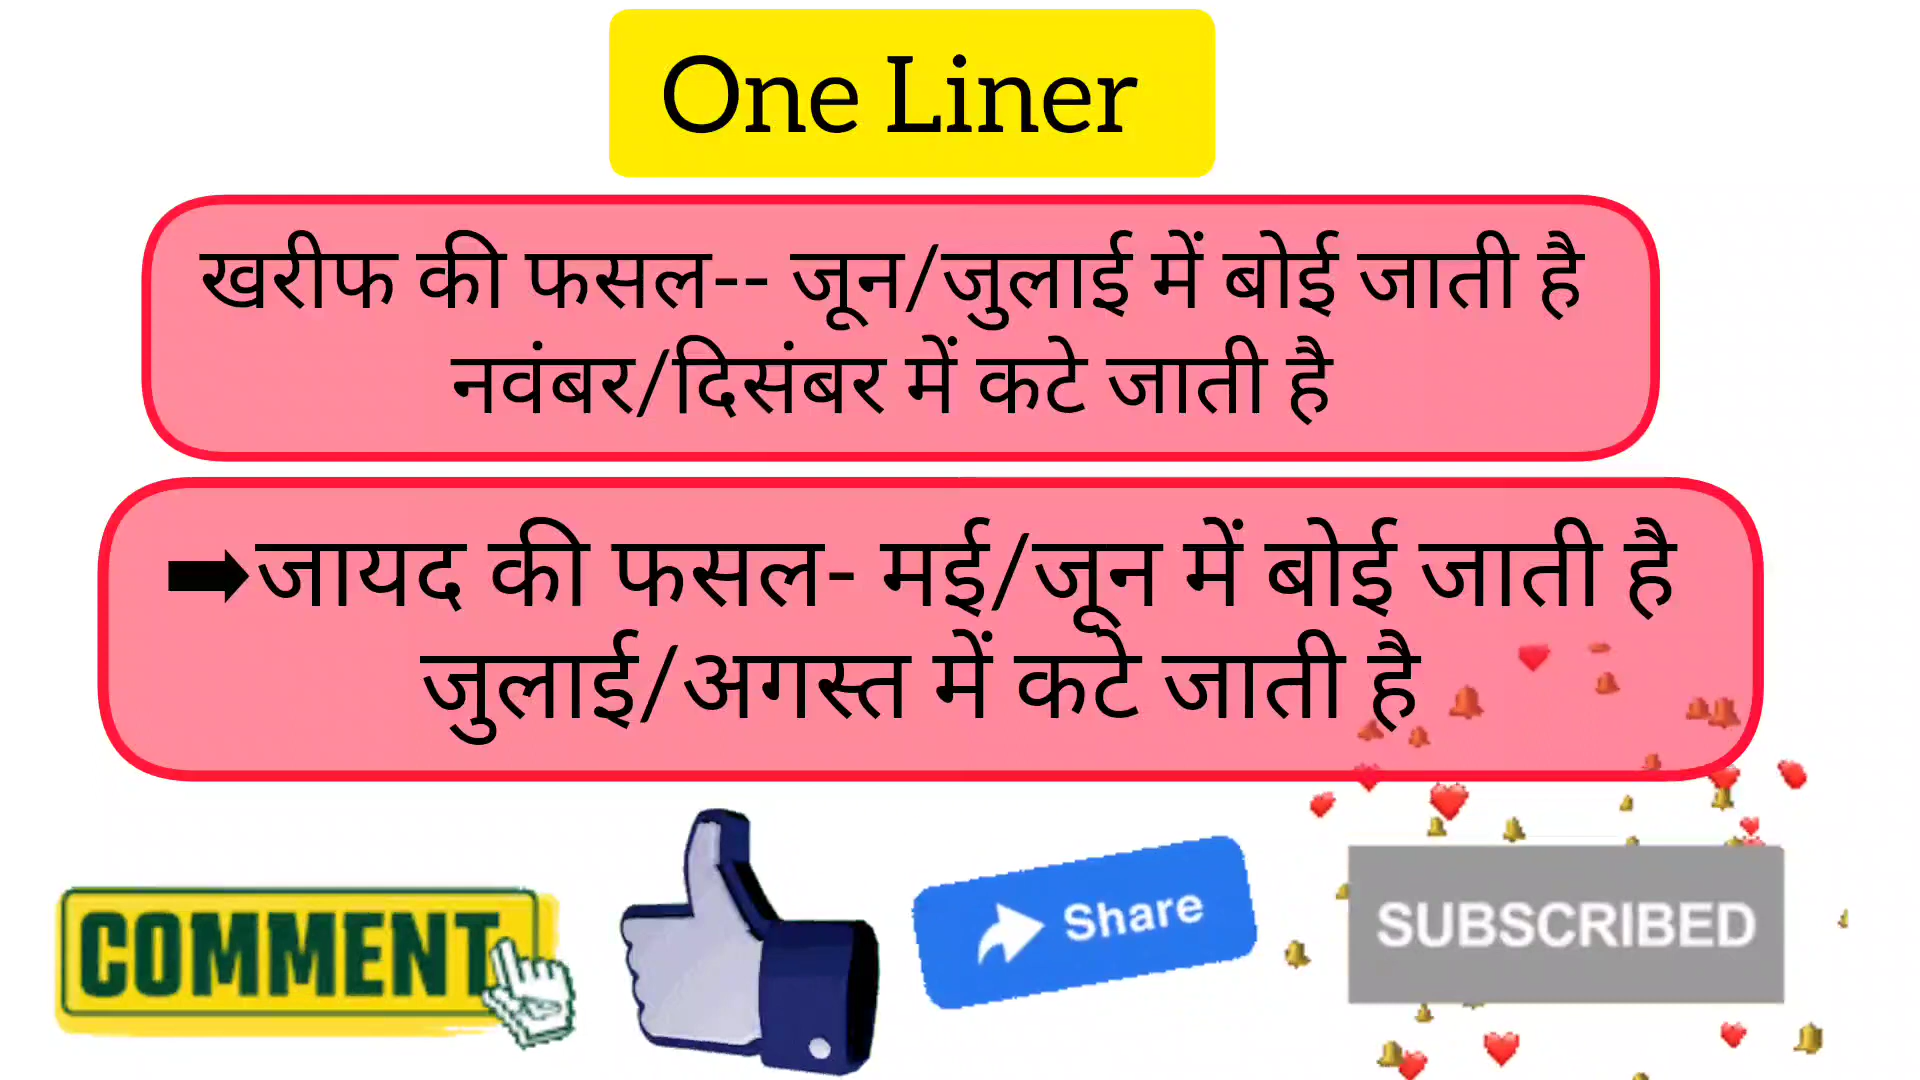 One Liner
खरीफ की फसल-- जून/जुलाई में बोई जाती है
नवंबर/दिसंबर में कटे जाती है
➡जायद की फसल- मई/जून में बोई जाती है
जुलाई/अगस्त में कटे जाती है
COMMENT
Share
SUBSCRIBED